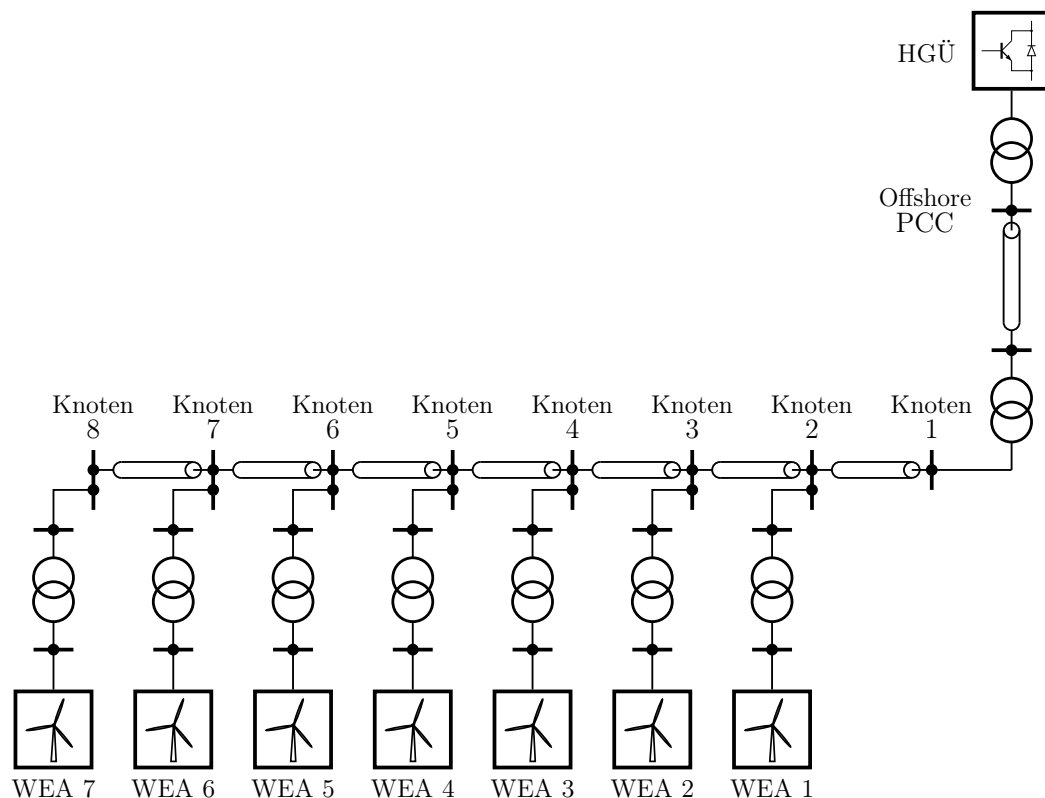 HGÜ
Offshore
PCC
Knoten Knoten Knoten Knoten Knoten Knoten Knoten Knoten
8 7 6 5 4 3 2 1
WEA 7 WEA 6 WEA 5 WEA 4 WEA 3 WEA 2 WEA 1